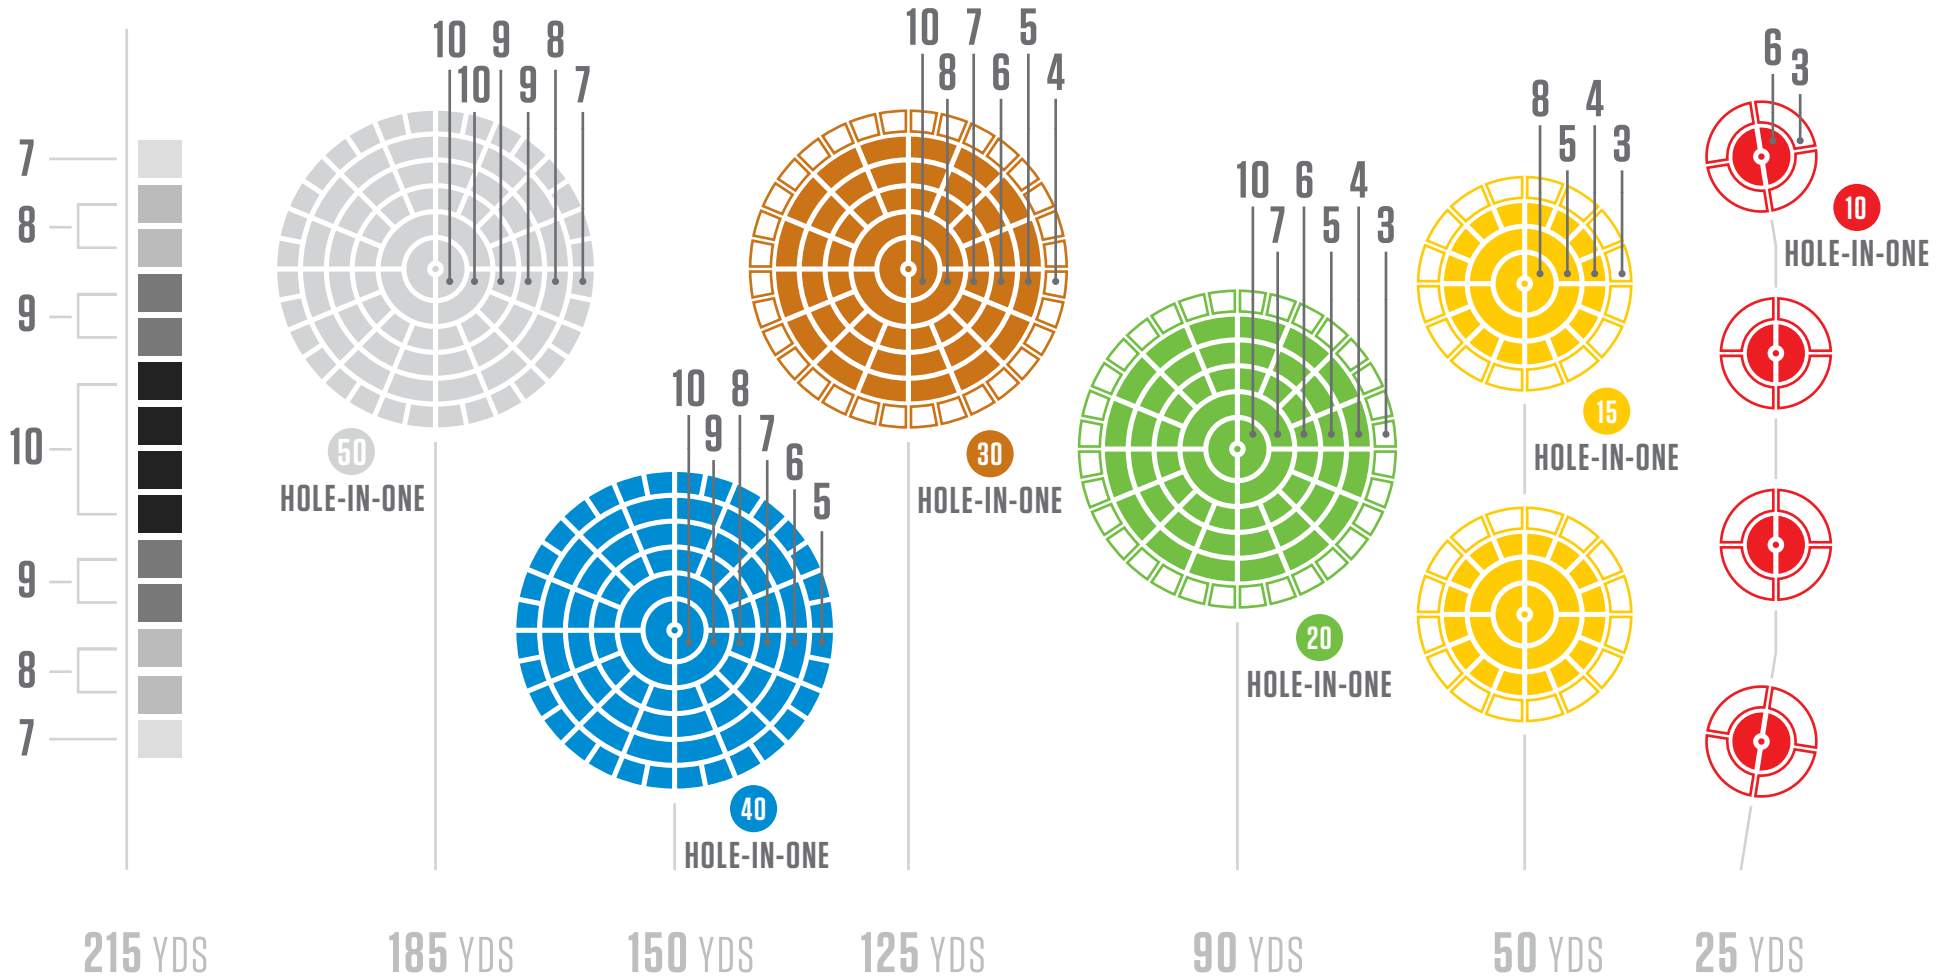 7
8
9
10
9
8
7
10 9 8
10 9 7
50
HOLE-IN-ONE
10 8 
9 7 6 5
40
HOLE-IN-ONE
10 7 5
8 6 4
30
HOLE-IN-ONE
10 6 4
7 5 3
20
HOLE-IN-ONE
8 4
5 3
15
HOLE-IN-ONE
6 3
10
HOLE-IN-ONE
215 YDS
185 YDS
150 YDS
125 YDS
90 YDS
50 YDS
25 YDS